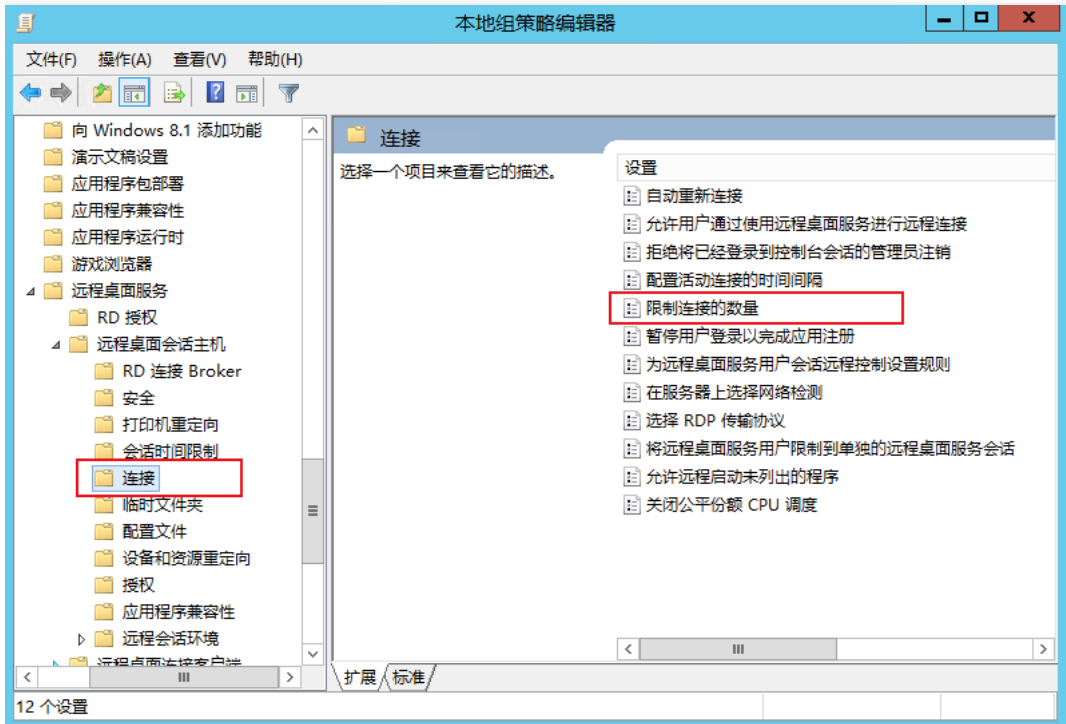 本地组策略编辑器
文件(F) 操作(A) 查看(V) 帮助(H)
向 Windows 8.1 添加功能
演示文稿设置
应用程序包部署
应用程序兼容性
应用程序运行时
游戏浏览器
远程桌面服务
RD 授权
远程桌面会话主机
RD 连接 Broker
安全
打印机重定向
会话时间限制
连接
临时文件夹
配置文件
设备和资源重定向
授权
应用程序兼容性
远程会话环境
远程桌面连接客户端
连接
选择一个项目来查看它的描述。
设置
自动重新连接
允许用户通过使用远程桌面服务进行远程连接
拒绝将已经登录到控制台会话的管理员注销
配置活动连接的时间间隔
限制连接的数量
暂停用户登录以完成应用注册
为远程桌面服务用户会话远程控制设置规则
在服务器上选择网络检测
选择 RDP 传输协议
将远程桌面服务用户限制到单独的远程桌面服务会话
允许远程启动未列出的程序
关闭公平份额 CPU 调度
扩展 标准
12 个设置